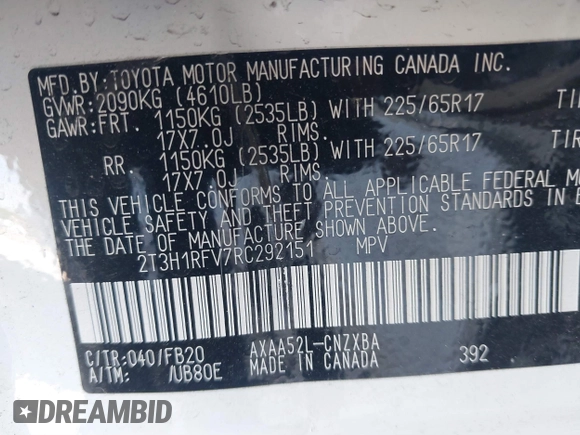 MFD. BY: TOYOTA MOTOR MANUFACTURING CANADA INC.
GVWR: 2090KG (4610LB)
GAWR: FRT. 1150KG (2535LB) WITH 225/65R17
17X7.0J RIMS.
RR. 1150KG (2535LB) WITH 225/65R17
17X7.0J RIMS.
THIS VEHICLE CONFORMS TO ALL APPLICABLE FEDERAL
VEHICLE SAFETY AND THEFT PREVENTION STANDARDS IN
THE DATE OF MANUFACTURE SHOWN ABOVE.
2T3H1RFV7RC292151 MPV
C/TR: 040/FB20 AXAA52L-CNZXBA 392
A/TM: /UB80E MADE IN CANADA
DREAMBID